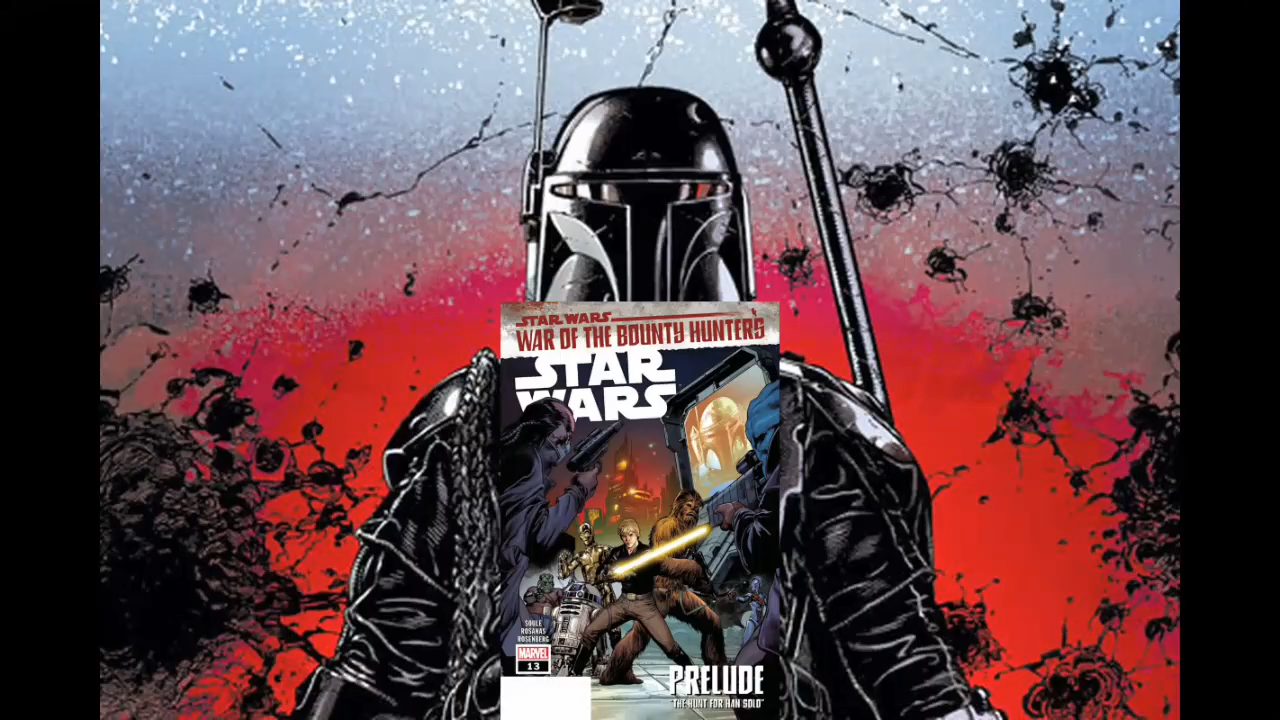 STAR WARS
WAR OF THE BOUNTY HUNTERS
STAR
WARS
SOULE
ROSANAS
ROSENBERG
MARVEL
13
PRELUDE
"THE HUNT FOR HAN SOLO"